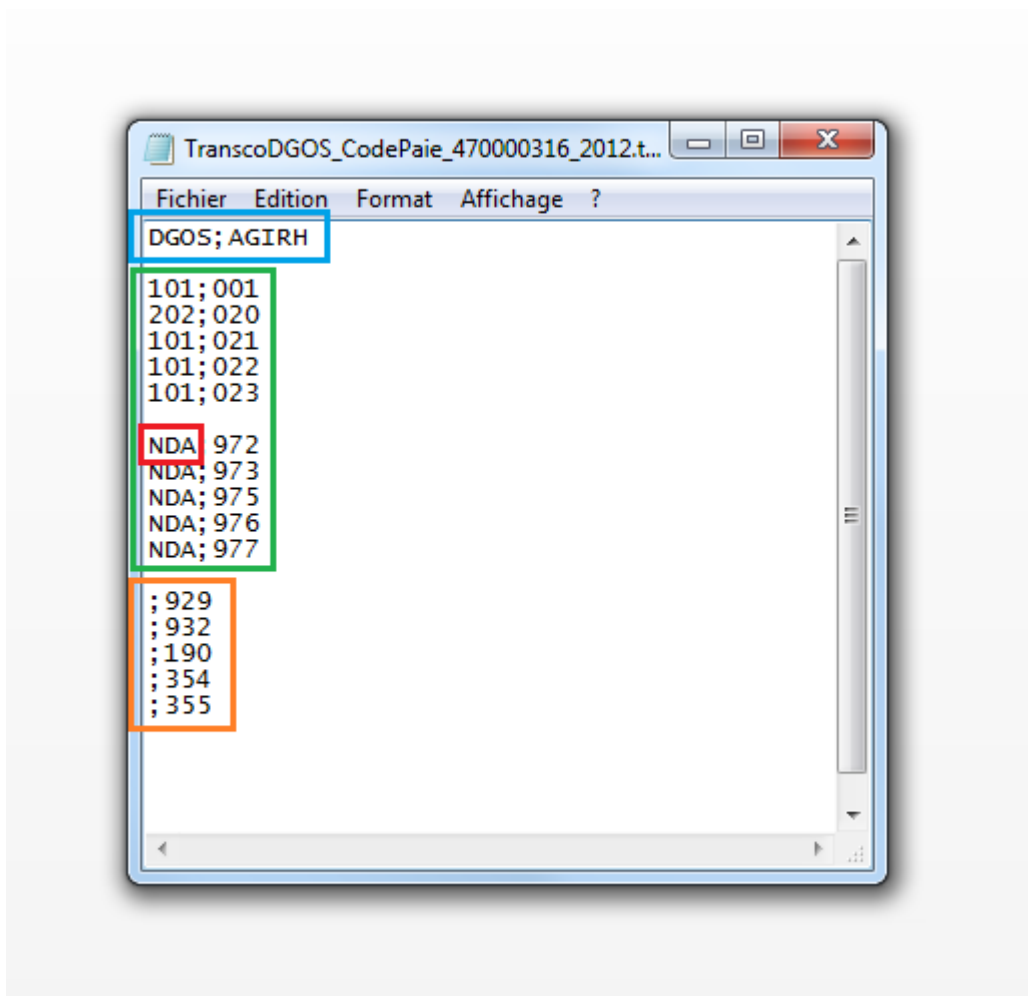 TranscoDGOS_CodePaie_470000316_2012.t...
Fichier Edition Format Affichage ?
DGOS;AGIRH
101;001
202;020
101;021
101;022
101;023
NDA 972
NDA;973
NDA;975
NDA;976
NDA;977
;929
;932
;190
;354
;355